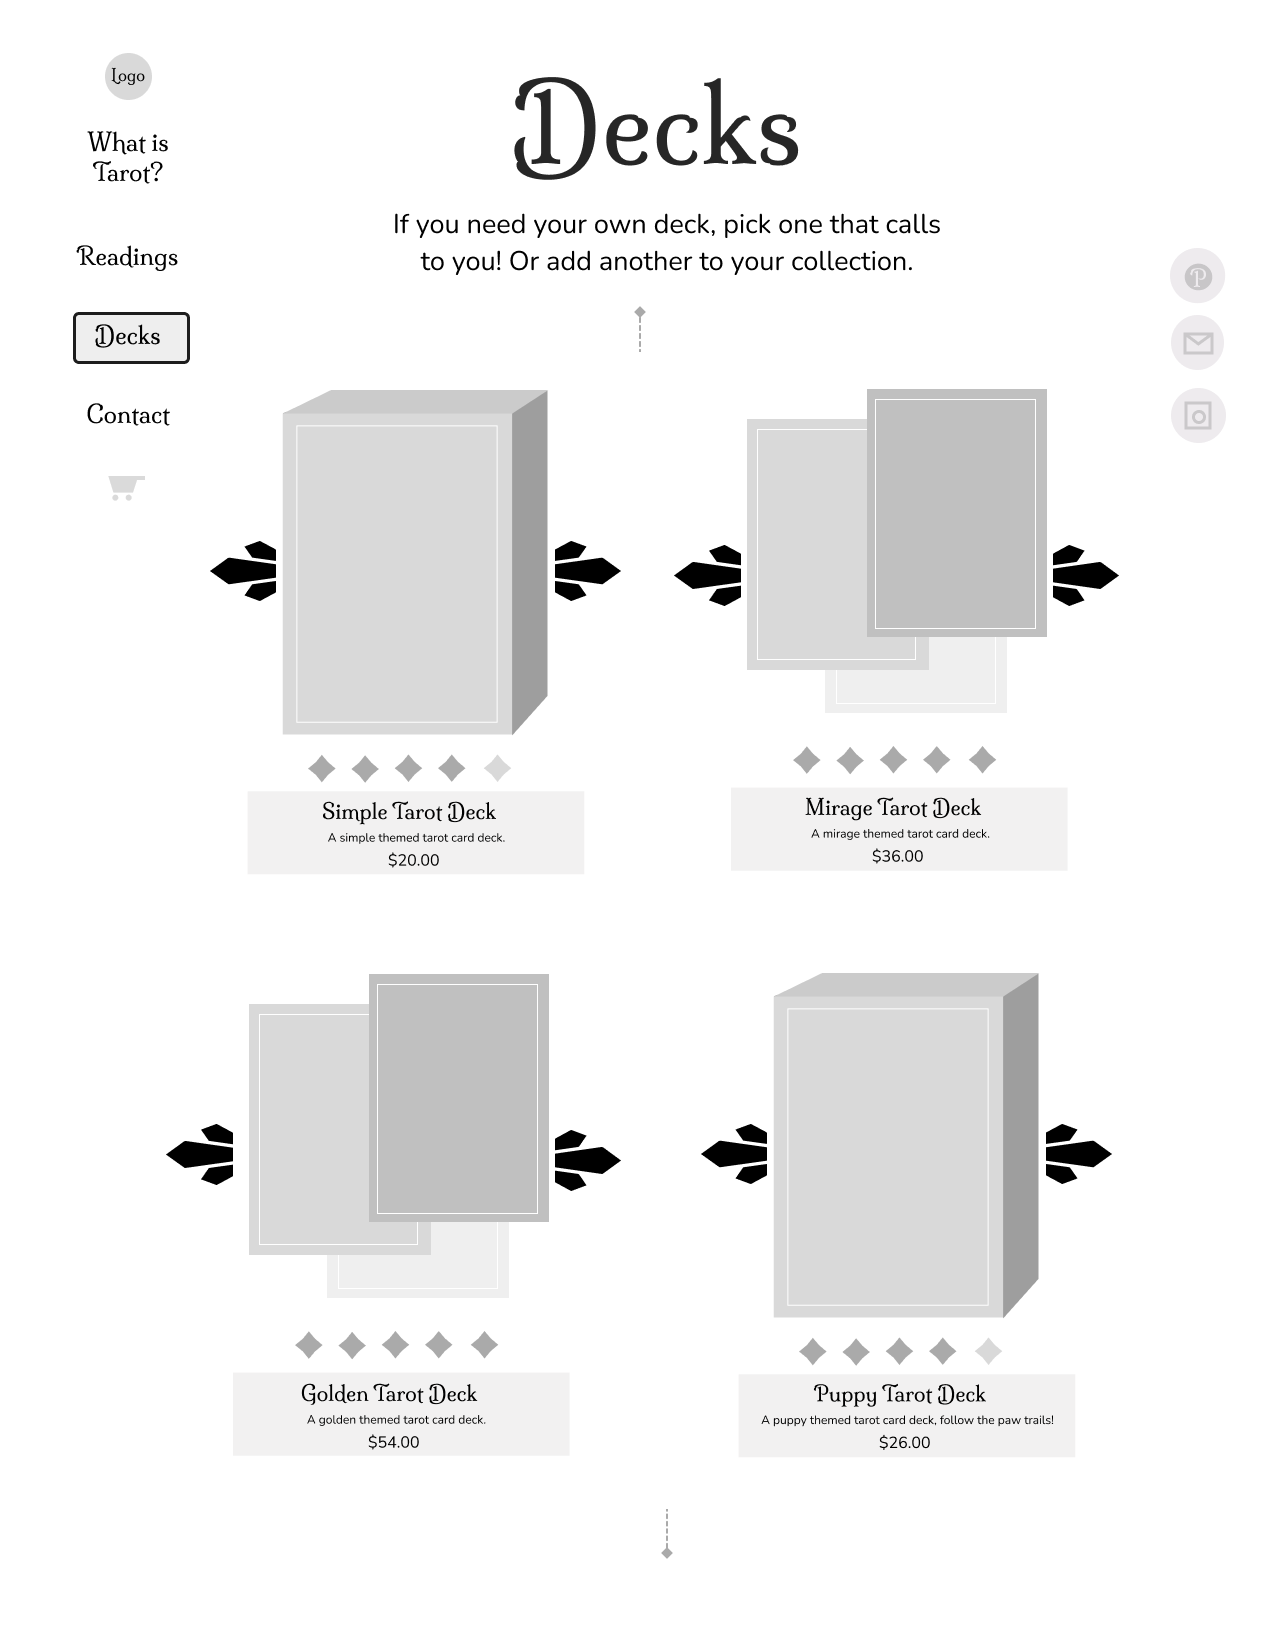 Logo
What is
Tarot?
Readings
Decks
Contact
Decks
If you need your own deck, pick one that calls
to you! Or add another to your collection.
P
Simple Tarot Deck
A simple themed tarot card deck.
$20.00
Mirage Tarot Deck
A mirage themed tarot card deck.
$36.00
Golden Tarot Deck
A golden themed tarot card deck.
$54.00
Puppy Tarot Deck
A puppy themed tarot card deck, follow the paw trails!
$26.00